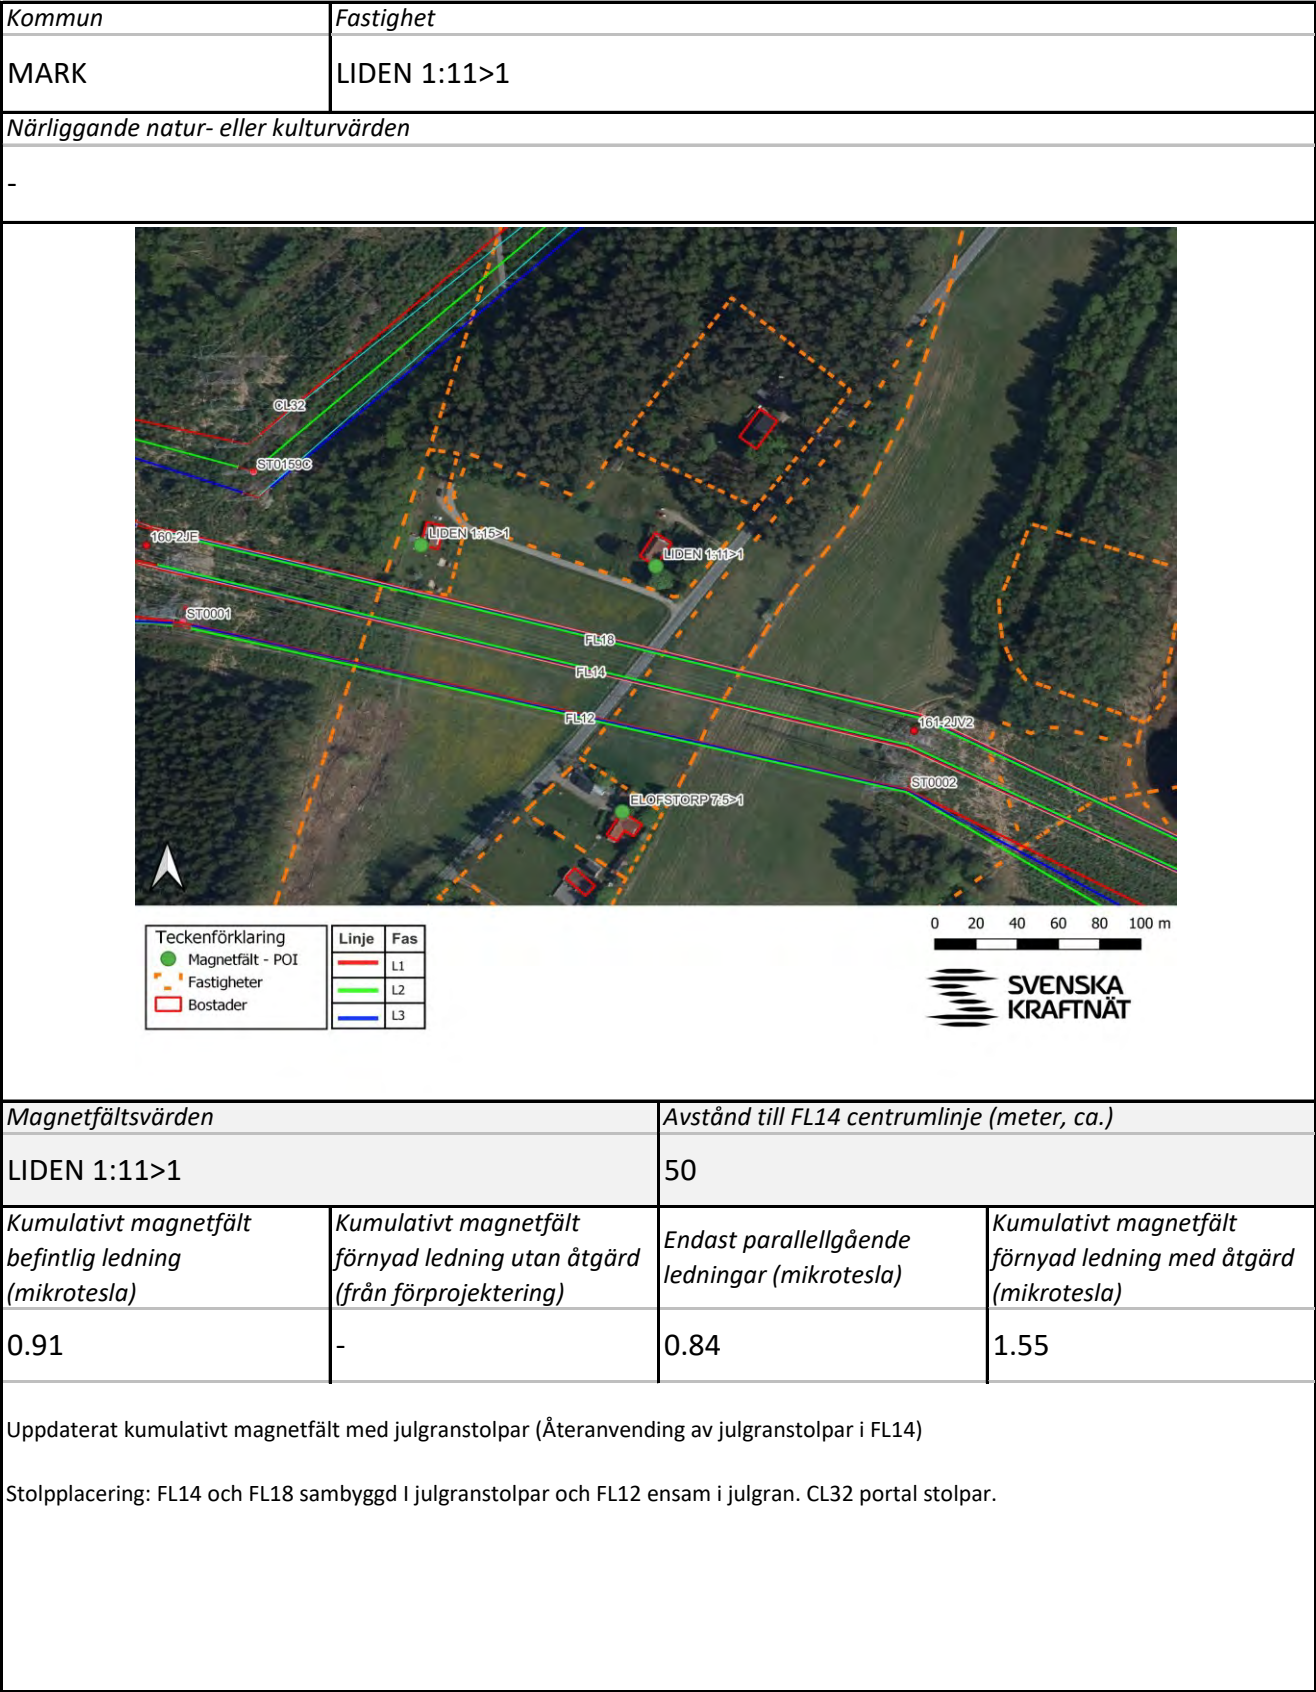 Kommun
Fastighet
MARK
LIDEN 1:11>1
Närliggande natur- eller kulturvärden
-
CL32
ST0159C
160-2JE
LIDEN 1:15>1
LIDEN 1:11>1
ST0001
FL18
FL14
FL12
161-2JV2
ST0002
ELOFSTORP 7:5>1
Teckenförklaring
Magnetfält - POI
Fastigheter
Bostader
Linje Fas
L1
L2
L3
0 20 40 60 80 100 m
SVENSKA
KRAFTNÄT
Magnetfältsvärden
Avstånd till FL14 centrumlinje (meter, ca.)
LIDEN 1:11>1
50
Kumulativt magnetfält
befintlig ledning
(mikrotesla)
Kumulativt magnetfält
förnyad ledning utan åtgärd
(från förprojektering)
Endast parallellgående
ledningar (mikrotesla)
Kumulativt magnetfält
förnyad ledning med åtgärd
(mikrotesla)
0.91
-
0.84
1.55
Uppdaterat kumulativt magnetfält med julgranstolpar (Återanvending av julgranstolpar i FL14)
Stolpplacering: FL14 och FL18 sambyggd I julgranstolpar och FL12 ensam i julgran. CL32 portal stolpar.